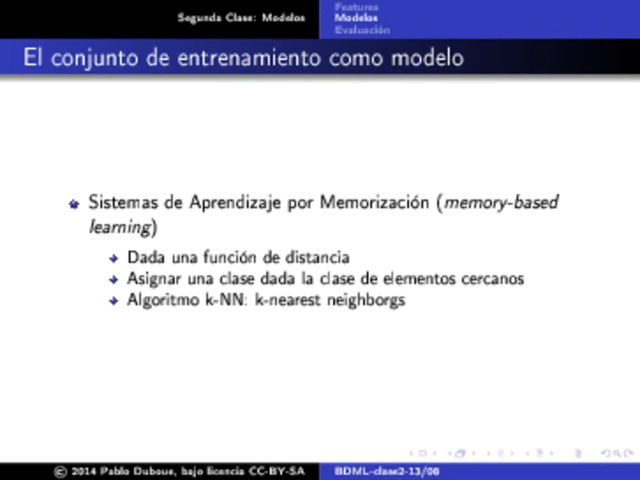 Segunda Clase: Modelos
Features
Modelos
Evaluación
El conjunto de entrenamiento como modelo
Sistemas de Aprendizaje por Memorización (memory-based
learning)
Dada una función de distancia
Asignar una clase dada la clase de elementos cercanos
Algoritmo k-NN: k-nearest neighborgs
© 2014 Pablo Duboue, bajo licencia CC-BY-SA
BDML-clase2-13/08